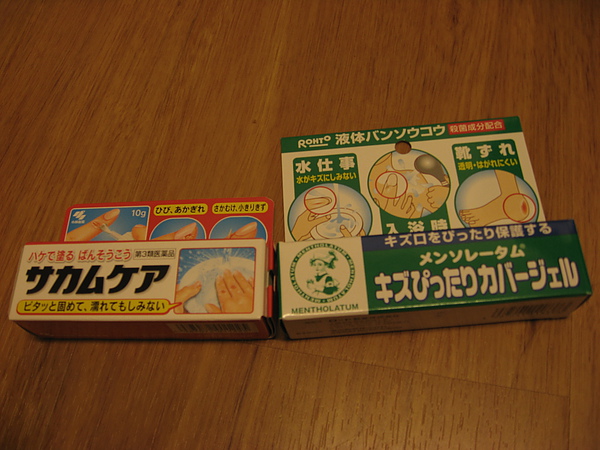 小林製薬
10g
ひび、あかぎれ
さかむけ、小きりきず
ハケで塗る ばんそうこう 第3類医薬品
サカムケア
ピタッと固めて、濡れてもしみない
ROHTO 液体バンソウコウ 殺菌成分配合
水仕事
水がキズにしみない
入浴時
靴ずれ
透明・はがれにくい
キズ口をぴったり保護する
メンソレータム®
キズぴったりカバージェル
MENTHOLATUM
MENTHOLATUM